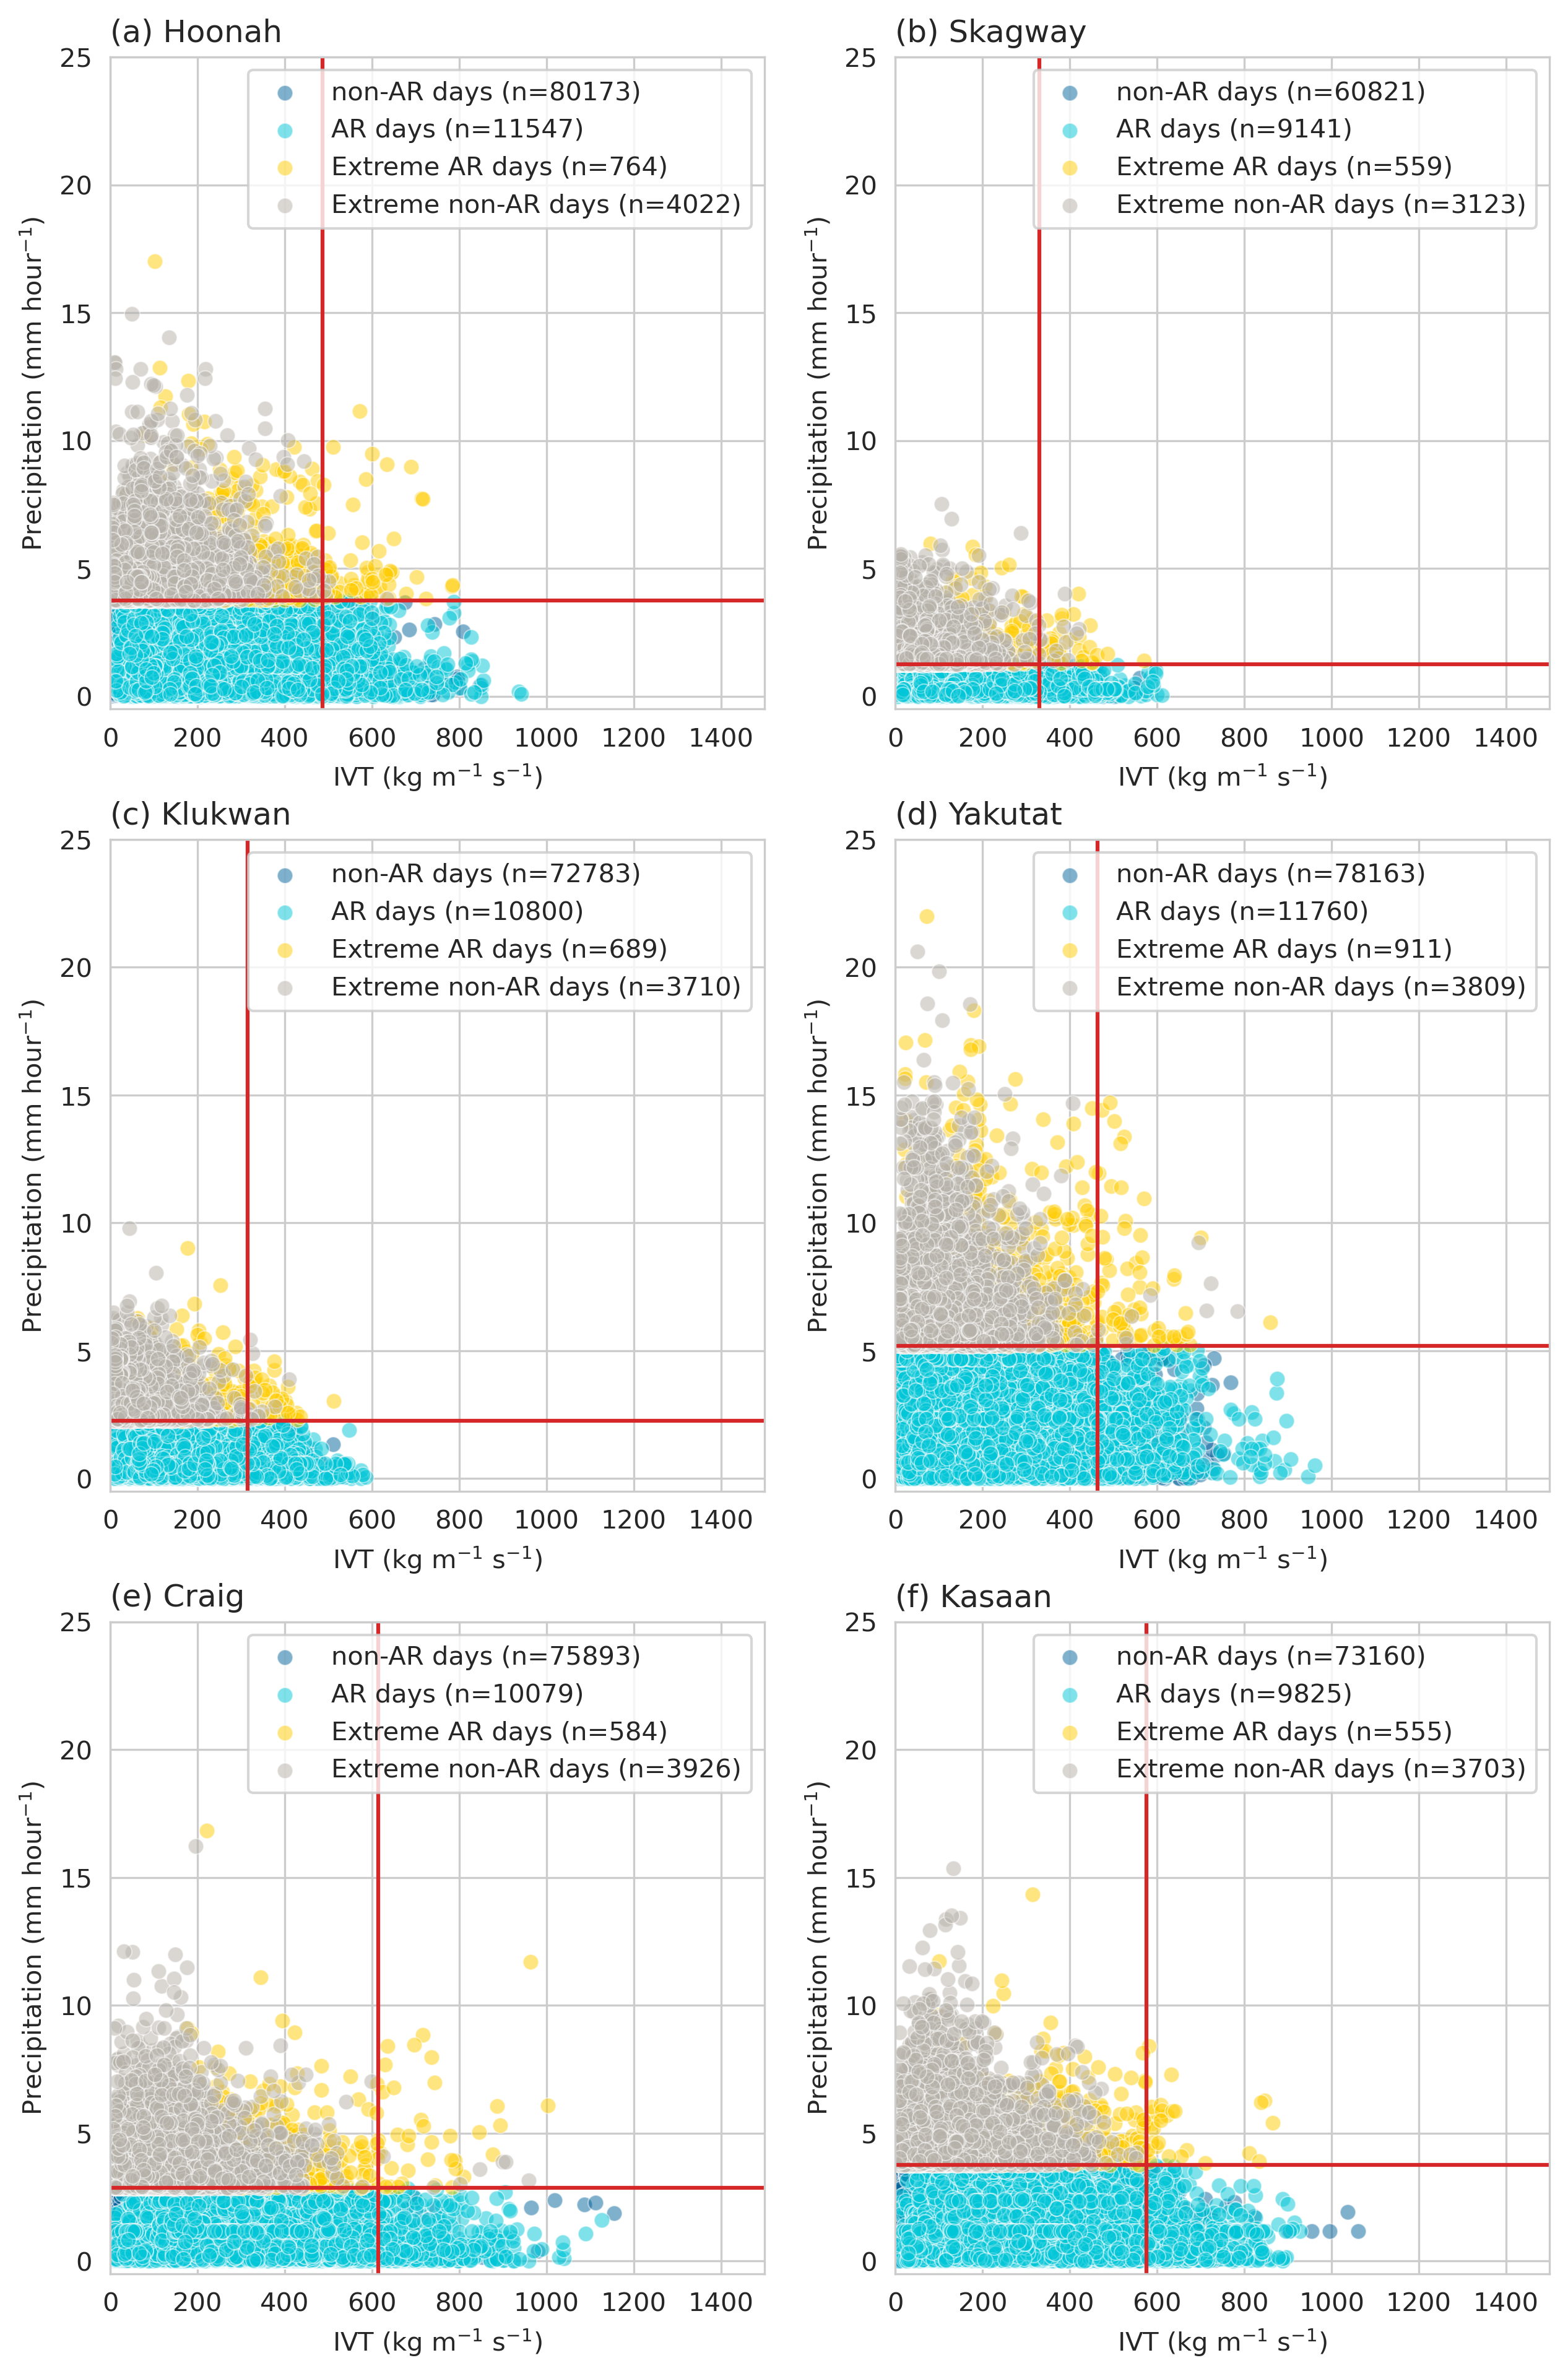 (a) Hoonah
25
20
15
10
5
0
Precipitation (mm hour⁻¹)
non-AR days (n=80173)
AR days (n=11547)
Extreme AR days (n=764)
Extreme non-AR days (n=4022)
0 200 400 600 800 1000 1200 1400
IVT (kg m⁻¹ s⁻¹)
(b) Skagway
25
20
15
10
5
0
Precipitation (mm hour⁻¹)
non-AR days (n=60821)
AR days (n=9141)
Extreme AR days (n=559)
Extreme non-AR days (n=3123)
0 200 400 600 800 1000 1200 1400
IVT (kg m⁻¹ s⁻¹)
(c) Klukwan
25
20
15
10
5
0
Precipitation (mm hour⁻¹)
non-AR days (n=72783)
AR days (n=10800)
Extreme AR days (n=689)
Extreme non-AR days (n=3710)
0 200 400 600 800 1000 1200 1400
IVT (kg m⁻¹ s⁻¹)
(d) Yakutat
25
20
15
10
5
0
Precipitation (mm hour⁻¹)
non-AR days (n=78163)
AR days (n=11760)
Extreme AR days (n=911)
Extreme non-AR days (n=3809)
0 200 400 600 800 1000 1200 1400
IVT (kg m⁻¹ s⁻¹)
(e) Craig
25
20
15
10
5
0
Precipitation (mm hour⁻¹)
non-AR days (n=75893)
AR days (n=10079)
Extreme AR days (n=584)
Extreme non-AR days (n=3926)
0 200 400 600 800 1000 1200 1400
IVT (kg m⁻¹ s⁻¹)
(f) Kasaan
25
20
15
10
5
0
Precipitation (mm hour⁻¹)
non-AR days (n=73160)
AR days (n=9825)
Extreme AR days (n=555)
Extreme non-AR days (n=3703)
0 200 400 600 800 1000 1200 1400
IVT (kg m⁻¹ s⁻¹)